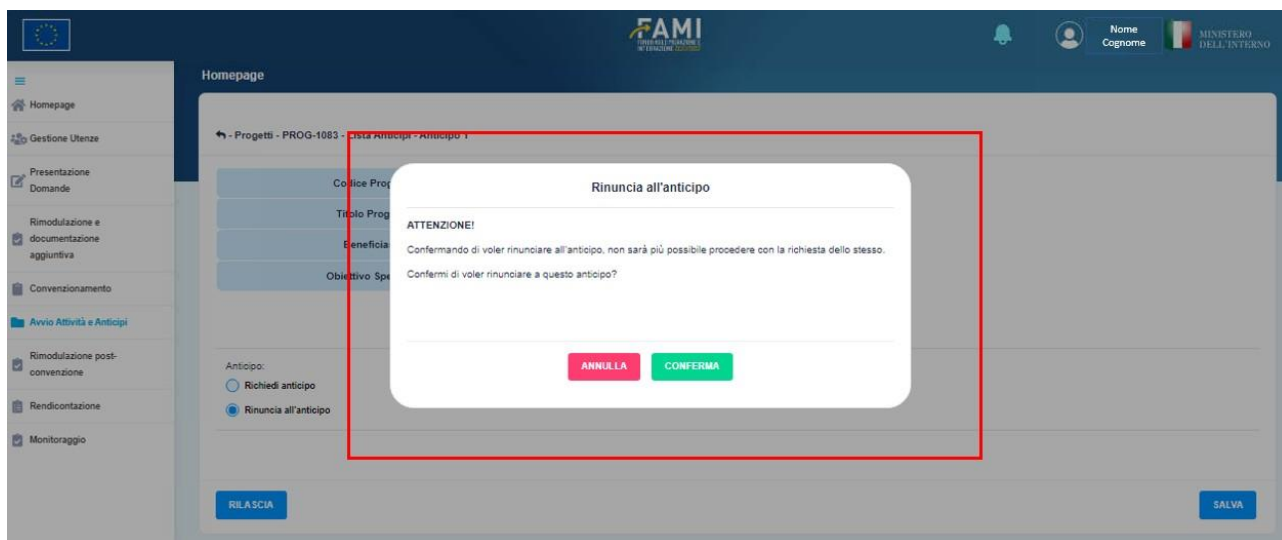 FAMI
Nome
Cognome
MINISTERO
DELL'INTERNO
Homepage
Homepage
Gestione Utenze
Presentazione
Domande
Rimodulazione e
documentazione
aggiuntiva
Convenzionamento
Avvio Attività e Anticipi
Rimodulazione post-
convenzione
Rendicontazione
Monitoraggio
- Progetti - PROG-1083 - Lista Anticipi - Anticipo 1
Codice Prog
Titolo Prog
Beneficia
Obiettivo Spe
Rinuncia all'anticipo
ATTENZIONE!
Confermando di voler rinunciare all'anticipo, non sarà più possibile procedere con la richiesta dello stesso.
Confermi di voler rinunciare a questo anticipo?
ANNULLA CONFERMA
Anticipo:
Richiedi anticipo
Rinuncia all'anticipo
RILASCIA SALVA